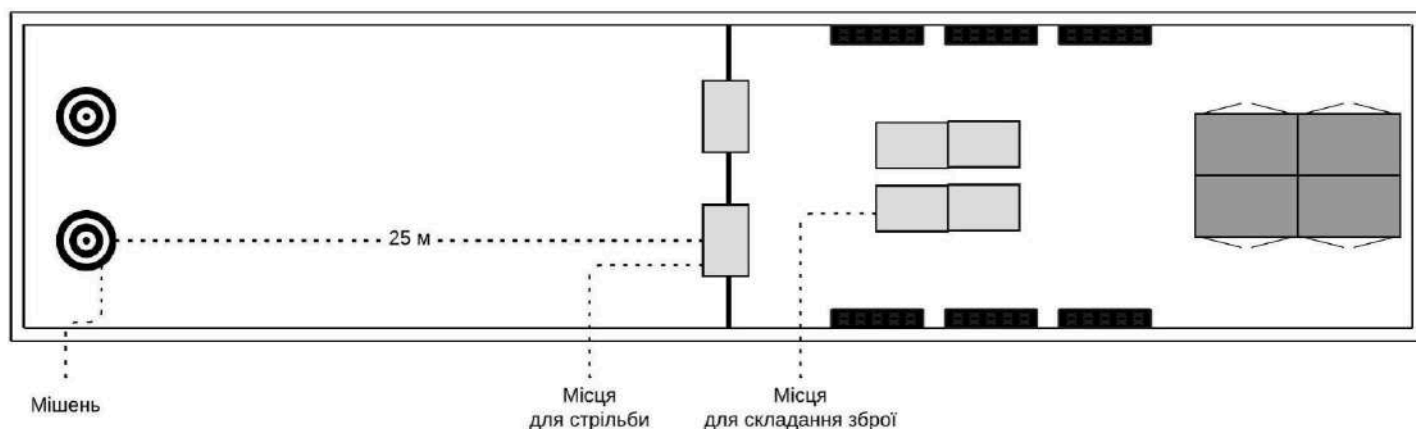 25 м
Мішень
Місця
для стрільби
Місця
для складання зброї